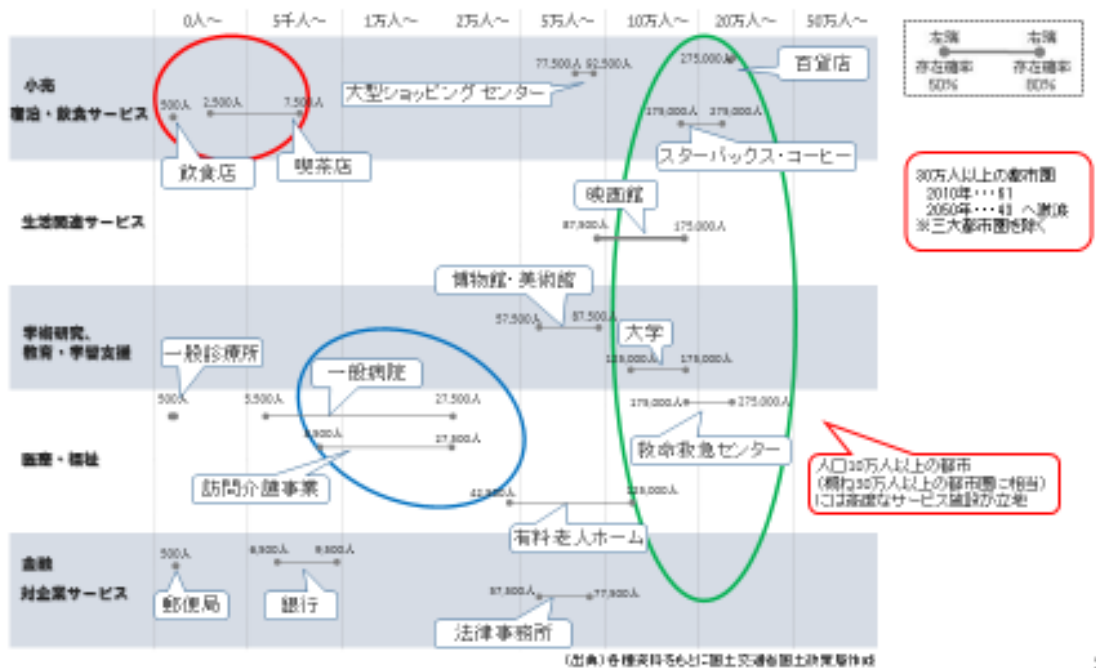 0人～ 5千人～ 1万人～ 2万人～ 5万人～ 10万人～ 20万人～ 50万人～
左端 右端
存在確率 存在確率
50% 80%
小売
宿泊・飲食サービス
500人 2,500人 7,500人
飲食店
喫茶店
77,500人 92,500人
大型ショッピングセンター
275,000人
百貨店
175,000人 275,000人
スターバックス・コーヒー
30万人以上の都市圏
2010年・・・61
2050年・・・43 へ激減
※三大都市圏を除く
生活関連サービス
映画館
87,500人 175,000人
学術研究、
教育・学習支援
博物館・美術館
57,500人 87,500人
大学
125,000人 175,000人
医療・福祉
一般診療所
500人
一般病院
5,500人 27,500人
訪問介護事業
27,500人
175,000人 275,000人
救命救急センター
42,500人 125,000人
有料老人ホーム
人口10万人以上の都市
(概ね30万人以上の都市圏に相当)
には高度なサービス施設が立地
金融
対企業サービス
500人
郵便局
6,500人 9,500人
銀行
57,500人 77,500人
法律事務所
(出典)各種資料をもとに国土交通省国土政策局作成